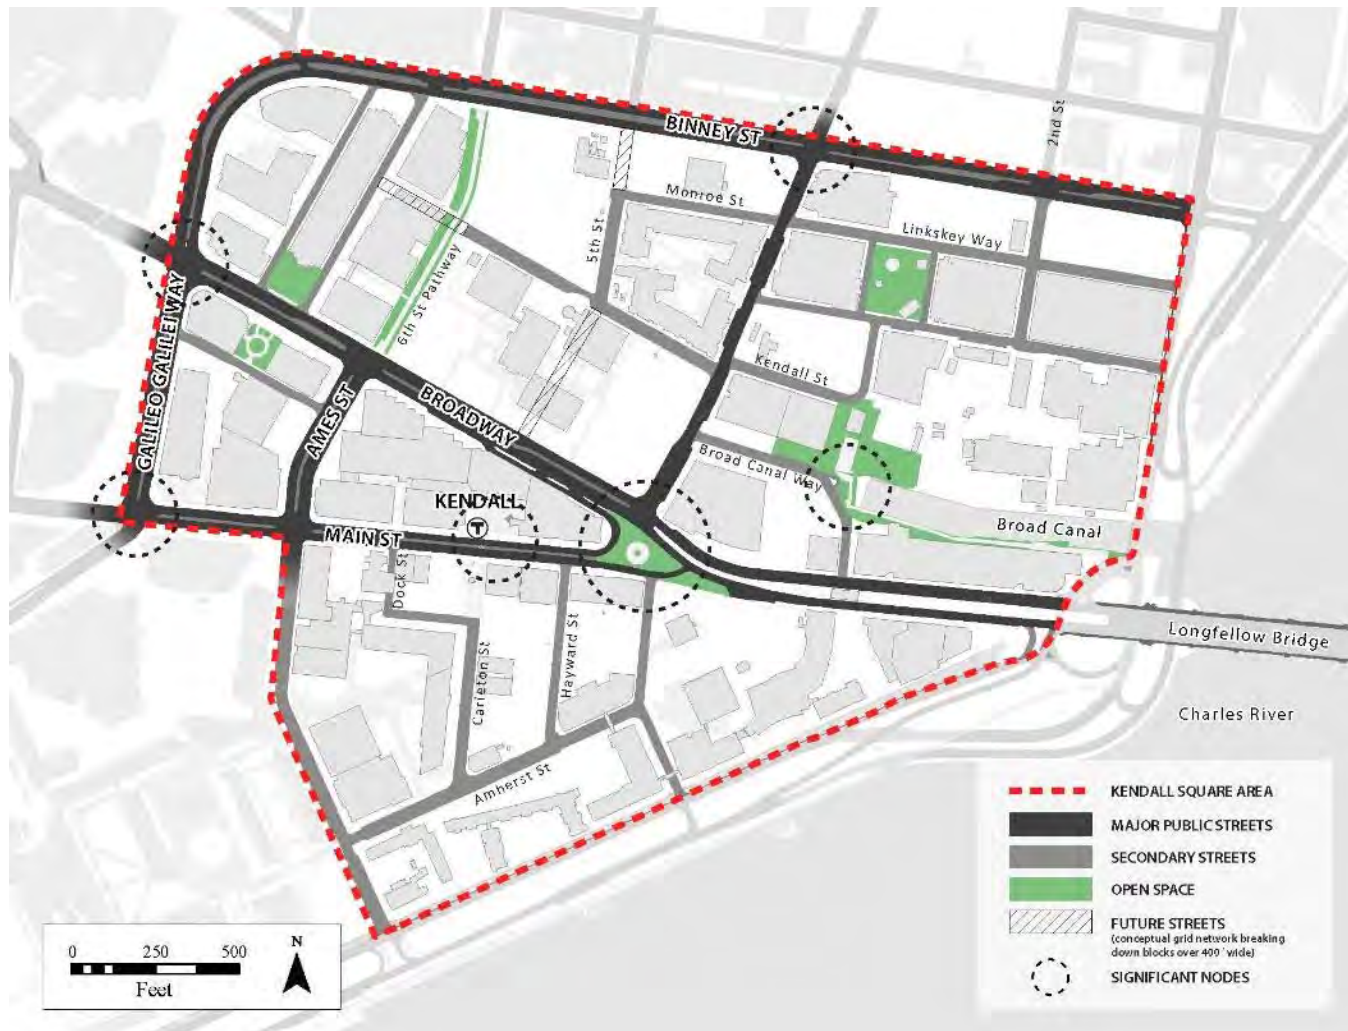 BINNEY ST
2nd St
Monroe St
Linkskey Way
5th St.
6th St Pathway
GALILEO GALILEI WAY
Kendall St
AMES ST
BROADWAY
Broad Canal Way
KENDALL
T
Broad Canal
MAIN ST
Dock St
Carleton St
Hayward St
Longfellow Bridge
Charles River
Amherst St
KENDALL SQUARE AREA
MAJOR PUBLIC STREETS
SECONDARY STREETS
OPEN SPACE
FUTURE STREETS
(conceptual grid network breaking
down blocks over 400' wide)
SIGNIFICANT NODES
0 250 500
Feet
N